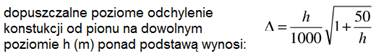 dopuszczalne poziome odchylenie
konstukcji od pionu na dowolnym
poziomie h (m) ponad podstawą wynosi:
Λ = h/1000 √(1 + 50/h)